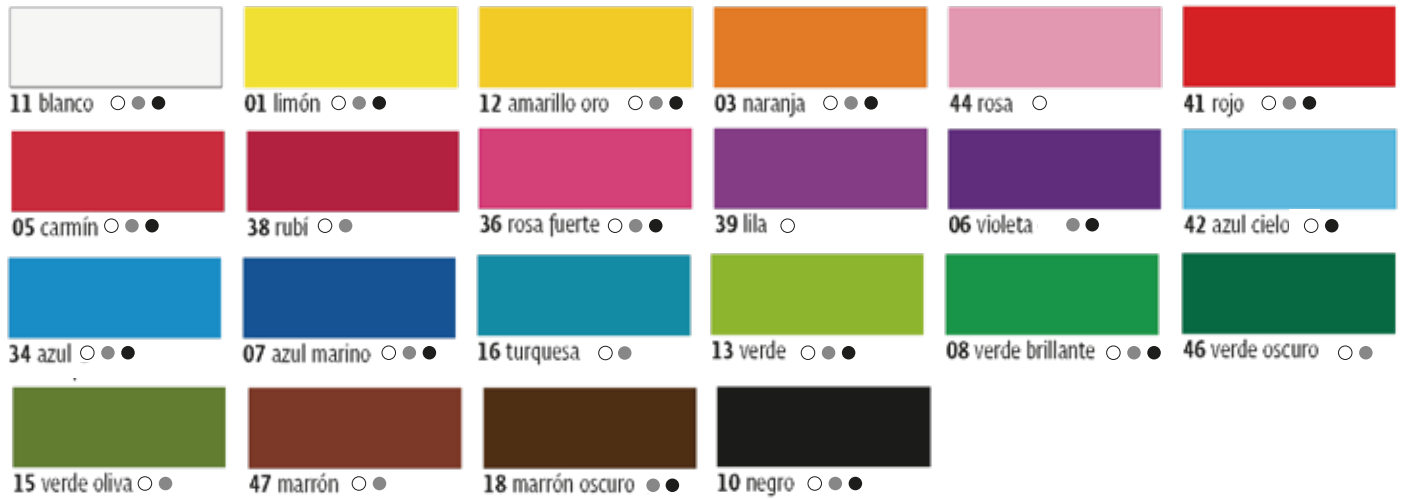 11 blanco
01 limón
12 amarillo oro
03 naranja
44 rosa
41 rojo
05 carmín
38 rubí
36 rosa fuerte
39 lila
06 violeta
42 azul cielo
34 azul
07 azul marino
16 turquesa
13 verde
08 verde brillante
46 verde oscuro
15 verde oliva
47 marrón
18 marrón oscuro
10 negro